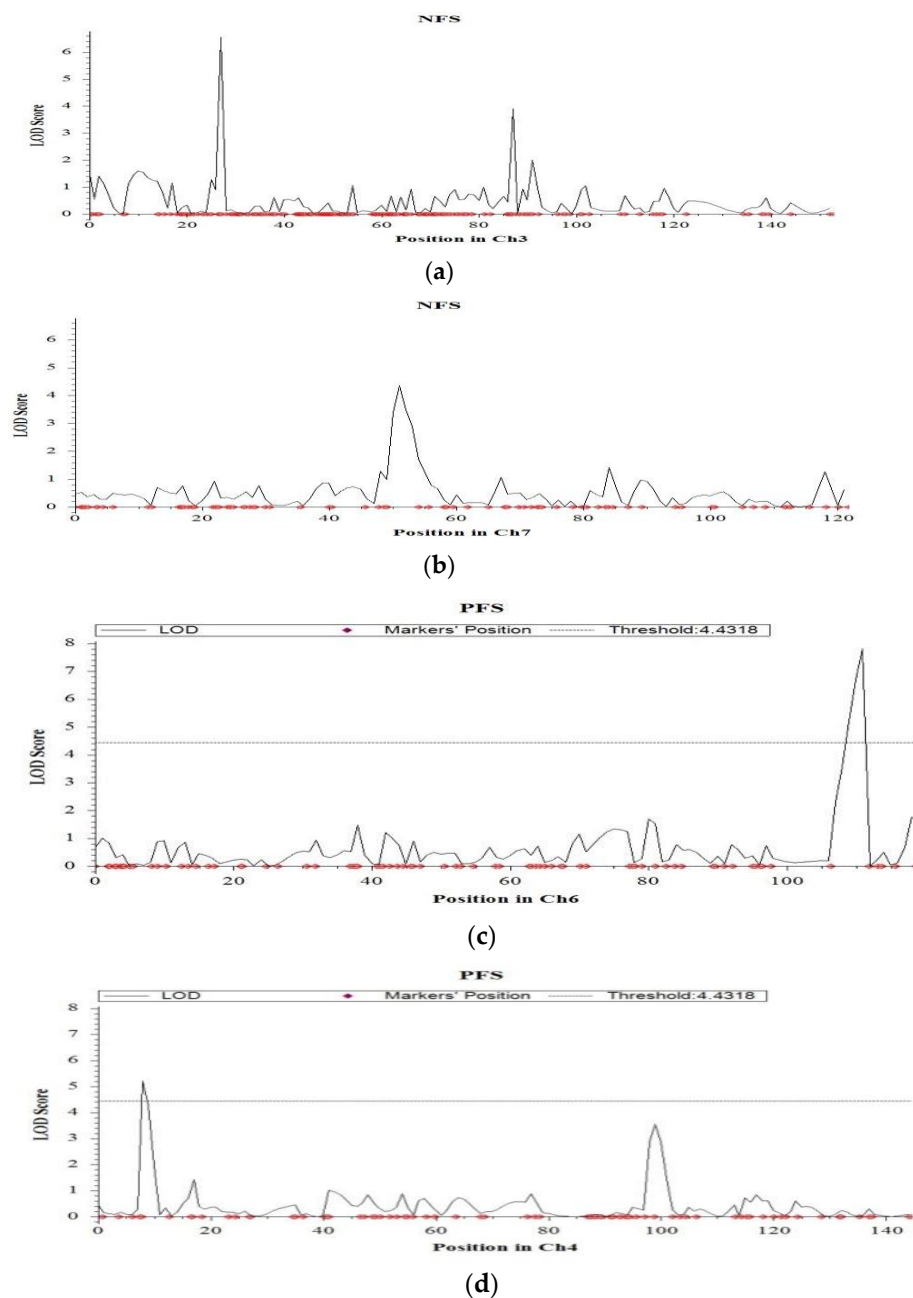 NFS
LOD Score
6
5
4
3
2
1
0
0 20 40 60 80 100 120 140
Position in Ch3
(a)
NFS
LOD Score
6
5
4
3
2
1
0
0 20 40 60 80 100 120
Position in Ch7
(b)
PFS
LOD Markers' Position Threshold:4.4318
LOD Score
8
7
6
5
4
3
2
1
0
0 20 40 60 80 100
Position in Ch6
(c)
PFS
LOD Markers' Position Threshold:4.4318
LOD Score
8
7
6
5
4
3
2
1
0
0 20 40 60 80 100 120 140
Position in Ch4
(d)